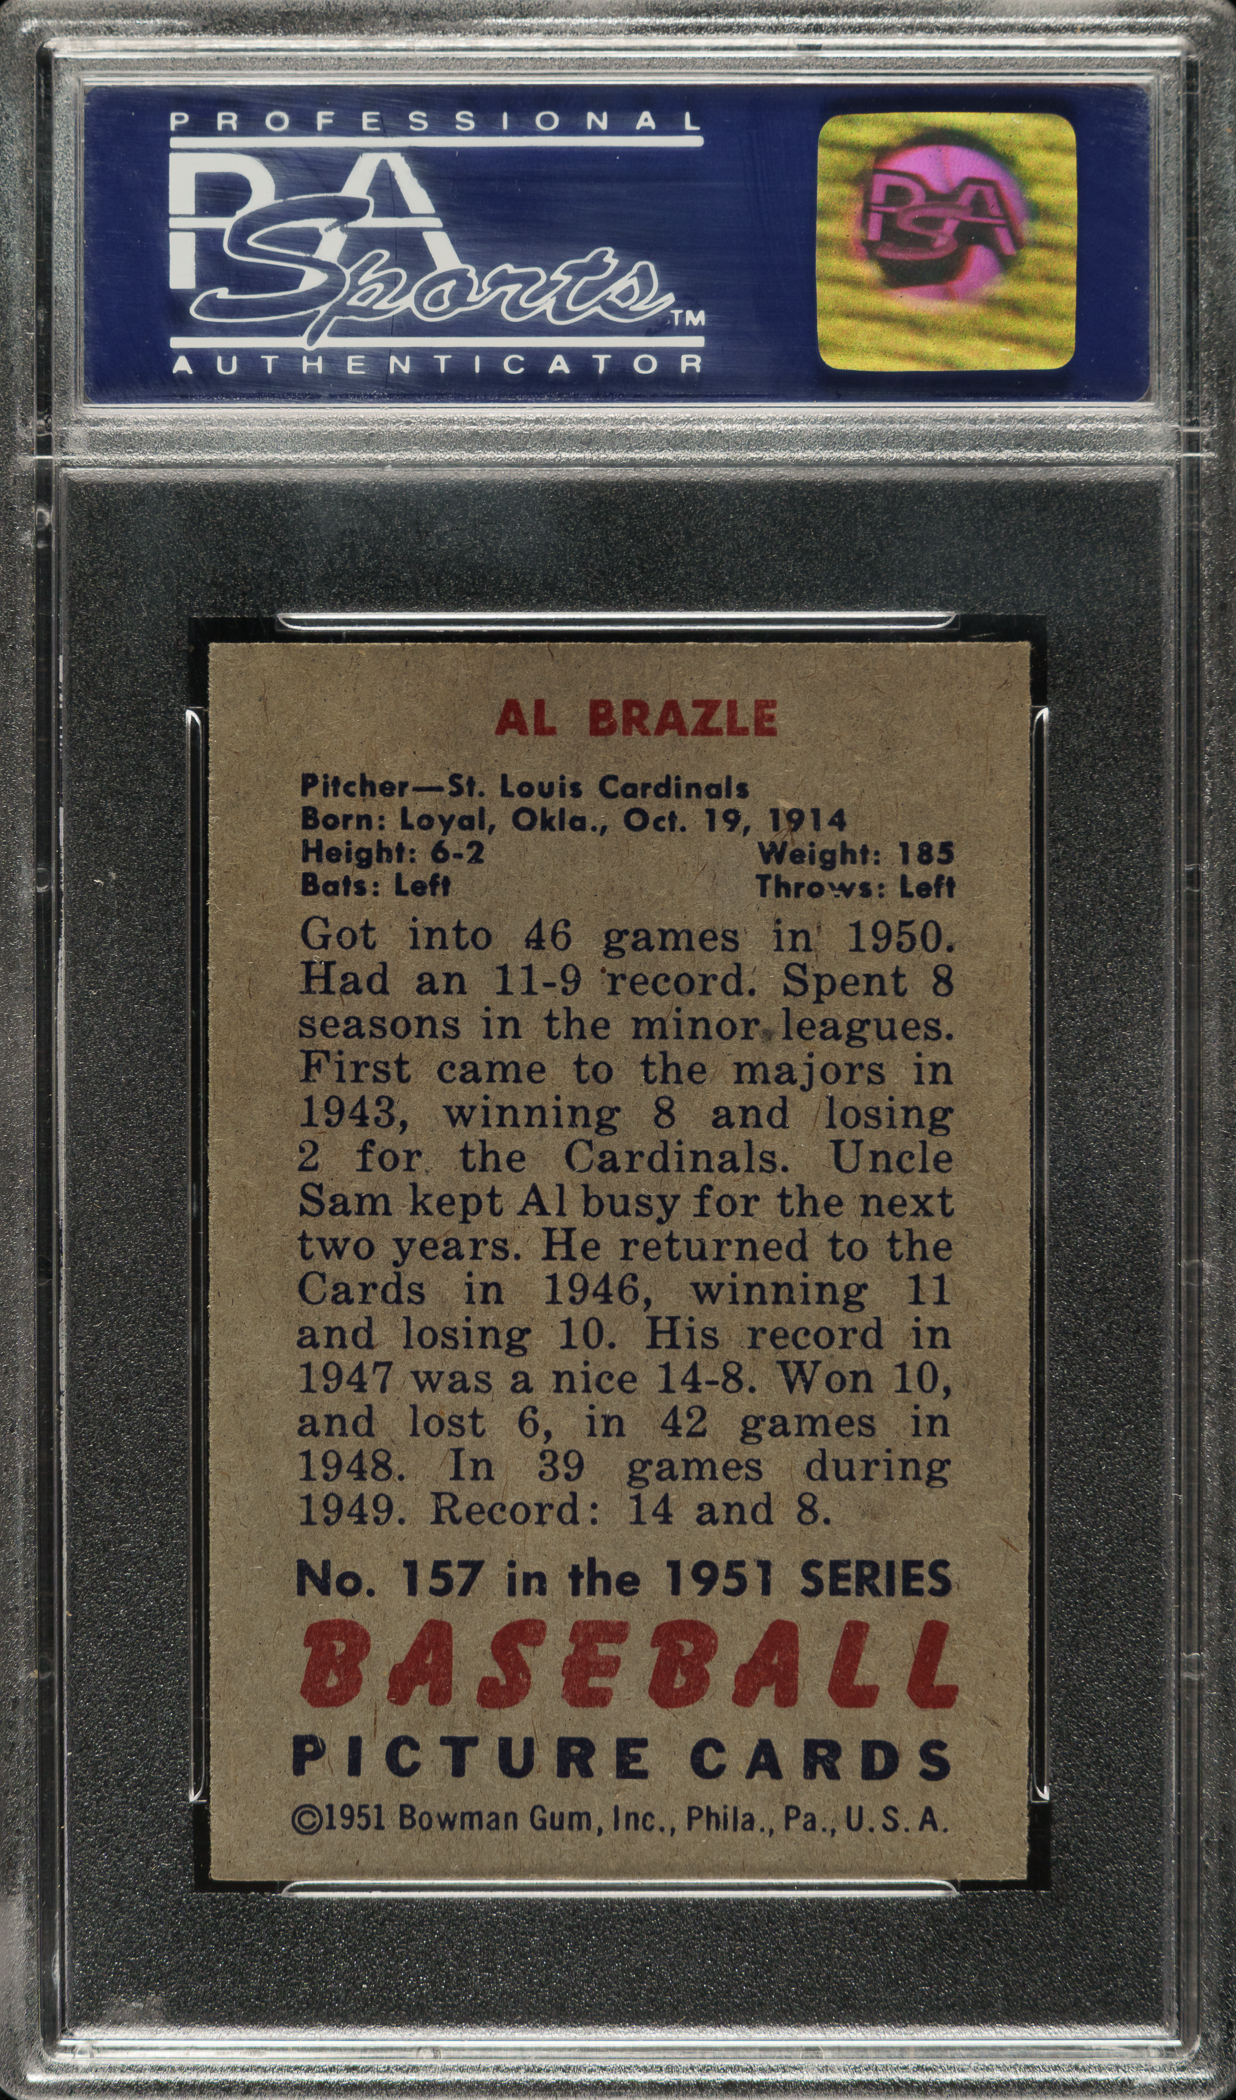 PROFESSIONAL
PSA
Sports™
AUTHENTICATOR
PSA
AL BRAZLE
Pitcher—St. Louis Cardinals
Born: Loyal, Okla., Oct. 19, 1914
Height: 6-2 Weight: 185
Bats: Left Throws: Left
Got into 46 games in 1950.
Had an 11-9 record. Spent 8
seasons in the minor leagues.
First came to the majors in
1943, winning 8 and losing
2 for the Cardinals. Uncle
Sam kept Al busy for the next
two years. He returned to the
Cards in 1946, winning 11
and losing 10. His record in
1947 was a nice 14-8. Won 10,
and lost 6, in 42 games in
1948. In 39 games during
1949. Record: 14 and 8.
No. 157 in the 1951 SERIES
BASEBALL
PICTURE CARDS
©1951 Bowman Gum, Inc., Phila., Pa., U.S.A.